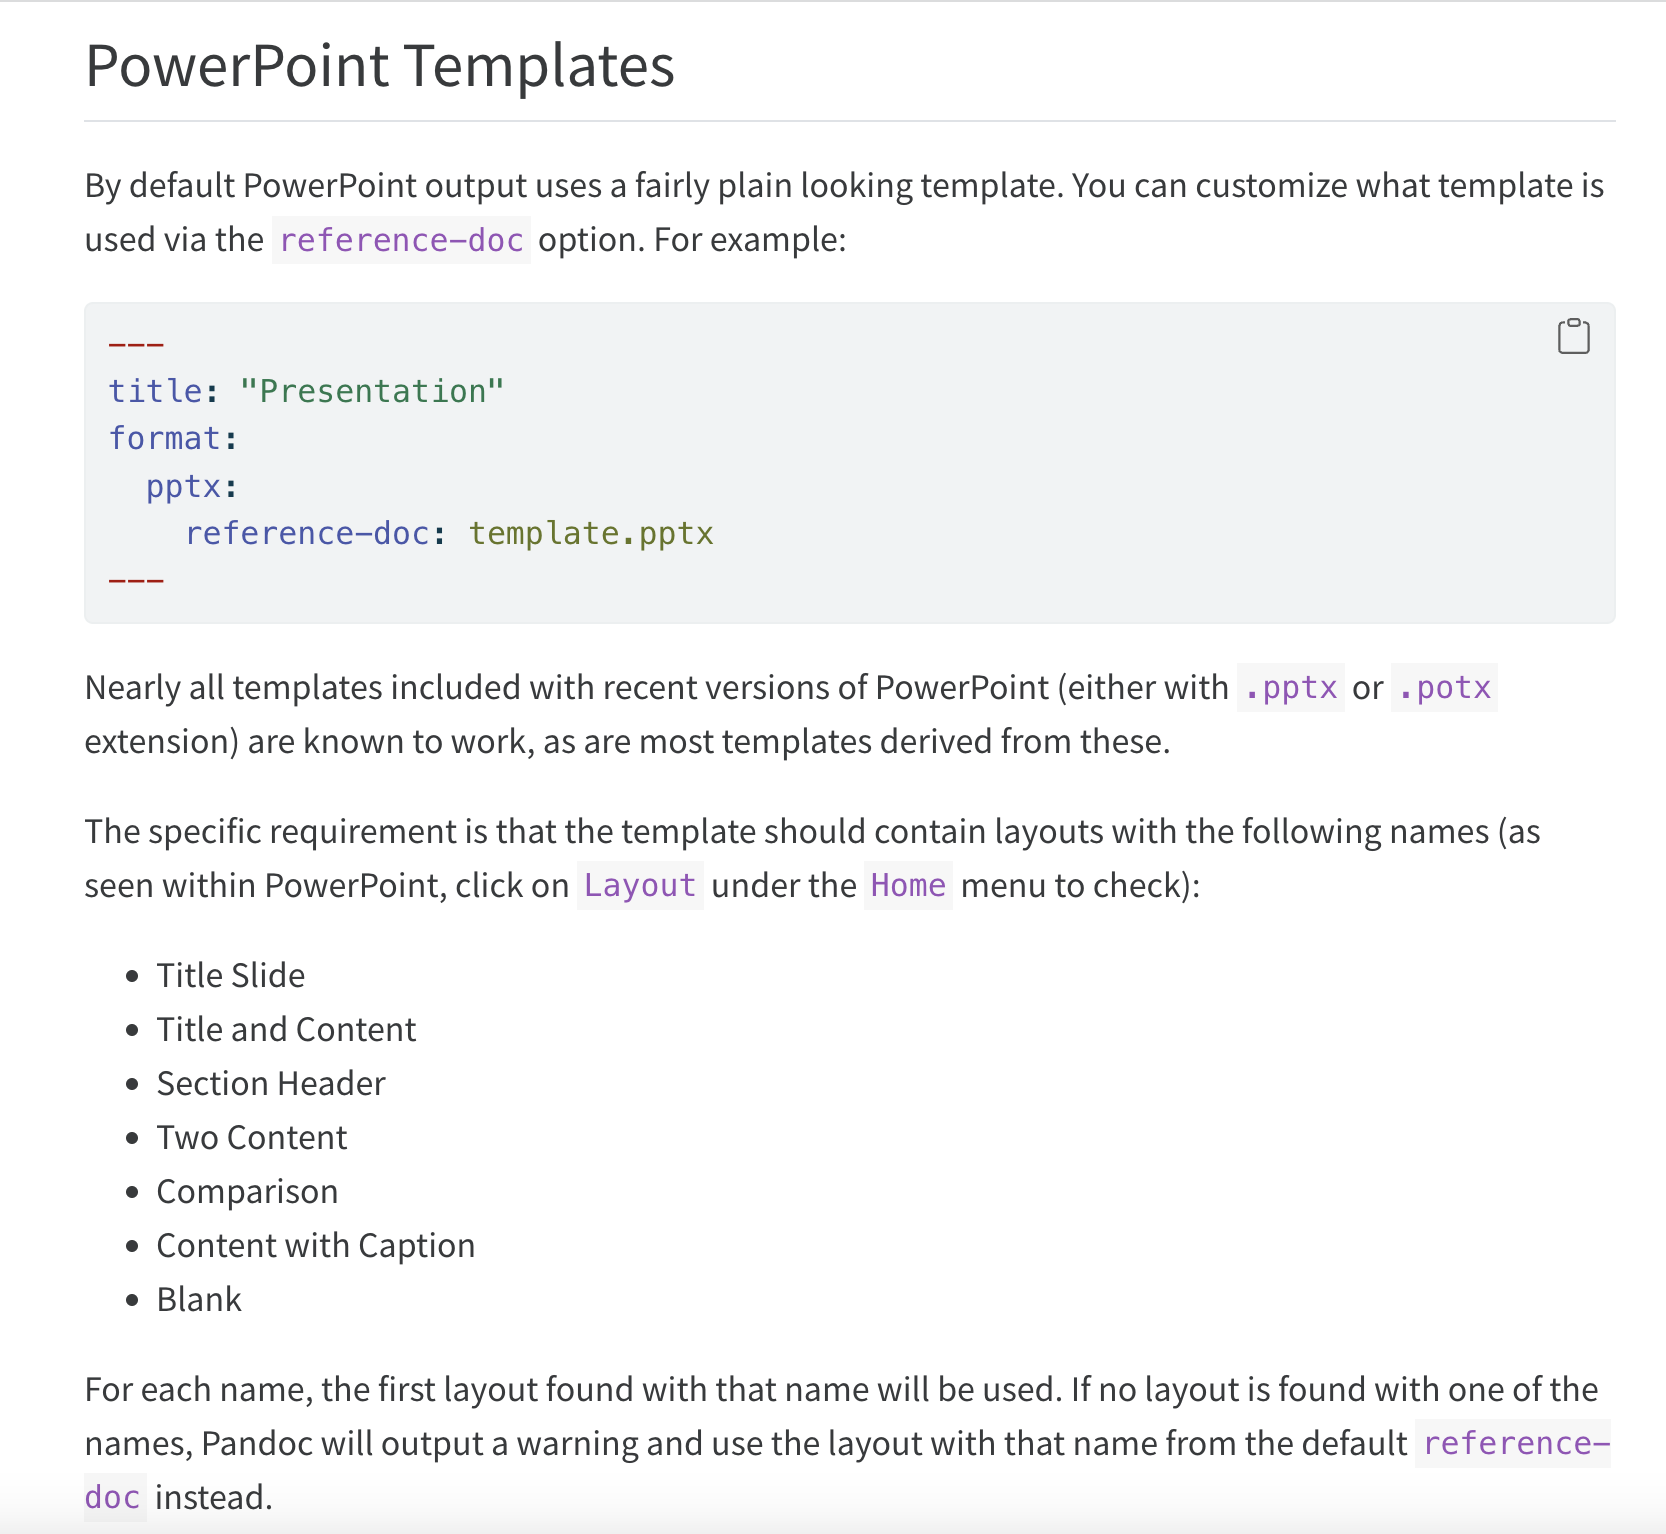 PowerPoint Templates
By default PowerPoint output uses a fairly plain looking template. You can customize what template is
used via the reference-doc option. For example:
---
title: "Presentation"
format:
  pptx:
    reference-doc: template.pptx
---
Nearly all templates included with recent versions of PowerPoint (either with .pptx or .potx
extension) are known to work, as are most templates derived from these.
The specific requirement is that the template should contain layouts with the following names (as
seen within PowerPoint, click on Layout under the Home menu to check):
• Title Slide
• Title and Content
• Section Header
• Two Content
• Comparison
• Content with Caption
• Blank
For each name, the first layout found with that name will be used. If no layout is found with one of the
names, Pandoc will output a warning and use the layout with that name from the default reference-
doc instead.